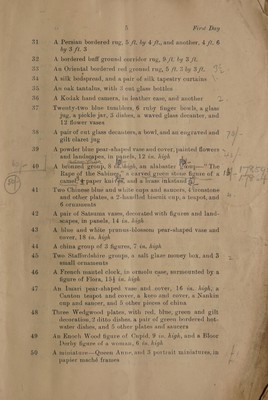 5 First Day
31 A Persian bordered rug, 5 ft. by 4 ft., and another, 4 ft. 6
by 3 ft. 3
32 A bordered buff ground corridor rug, 9 ft. by 3 ft.
33 An Oriental bordered red ground rug, 5 ft. 2 by 3 ft.
34 A silk bedspread, and a pair of silk tapestry curtains
35 An oak tantalus, with 3 cut glass bottles
36 A Kodak hand camera, in leather case, and another
37 Twenty-two blue tumblers, 6 ruby finger bowls, a glass
jug, a pickle jar, 3 dishes, a waved glass decanter, and
12 flower vases
38 A pair of cut glass decanters, a bowl, and an engraved and
gilt claret jug
39 A powder blue pear-shaped vase and cover, painted flowers
and landscapes, in panels, 12 in. high
40 A bronzed group, 8 in. high, an alabaster "The
Rape of the Sabines," a carved green stone figure of a
camel, paper knives and a bone inkstand
41 Two Chinese blue and white cups and saucers, 4 ironstone
and other plates, a 2-handled biscuit cup, a teapot, and
6 ornaments
42 A pair of Satsuma vases, decorated with figures and land-
scapes, in panels, 14 in. high
43 A blue and white prunus-blossom pear-shaped vase and
cover, 18 in. high
44 A china group of 2 figures, 7 in. high
45 Two Staffordshire groups, a salt glaze money box, and 3
small ornaments
46 A French mantel clock, in ormolu case, surmounted by a
figure of Flora, 15½ in. high
47 An Imari pear-shaped vase and cover, 16 in. high, a
Canton teapot and cover, a koro and cover, a Nankin
cup and saucer, and 5 other pieces of china
48 Three Wedgwood plates, with red, blue, green and gilt
decoration, 2 ditto dishes, a pair of green bordered hot-
water dishes, and 5 other plates and saucers
49 An Enoch Wood figure of Cupid, 9 in. high, and a Bloor
Derby figure of a woman, 6 in. high
50 A miniature—Queen Anne, and 3 portrait miniatures, in
papier maché frames